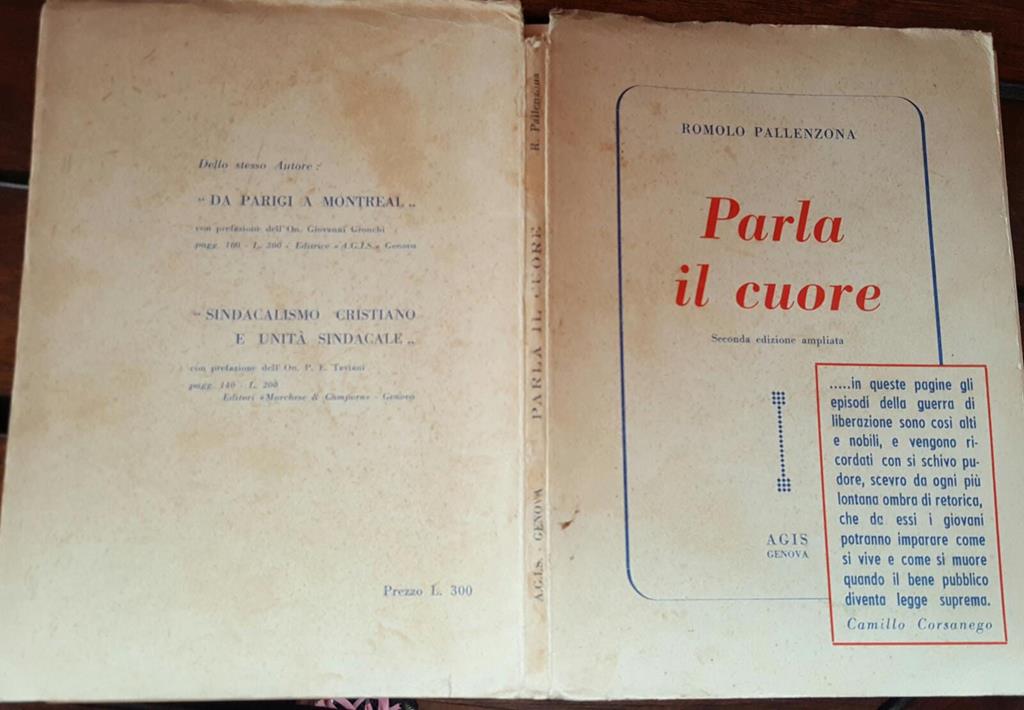 Dello stesso Autore :
“ DA PARIGI A MONTREAL „
con prefazione dell'On. Giovanni Gronchi
pagg. 160 - L. 300 - Editrice « A.G.I.S. » Genova
“ SINDACALISMO CRISTIANO
E UNITÀ SINDACALE „
con prefazione dell' On. P. E. Taviani
pagg. 140 - L. 200
Editori «Marchese & Campora» - Genova
Prezzo L. 300
R. Pallenzona
PARLA IL CUORE
A.G.I.S. - GENOVA
ROMOLO PALLENZONA
Parla
il cuore
Seconda edizione ampliata
AGIS
GENOVA
.....in queste pagine gli
episodi della guerra di
liberazione sono così alti
e nobili, e vengono ri-
cordati con sì schivo pu-
dore, scevro da ogni più
lontana ombra di retorica,
che da essi i giovani
potranno imparare come
si vive e come si muore
quando il bene pubblico
diventa legge suprema.
Camillo Corsanego